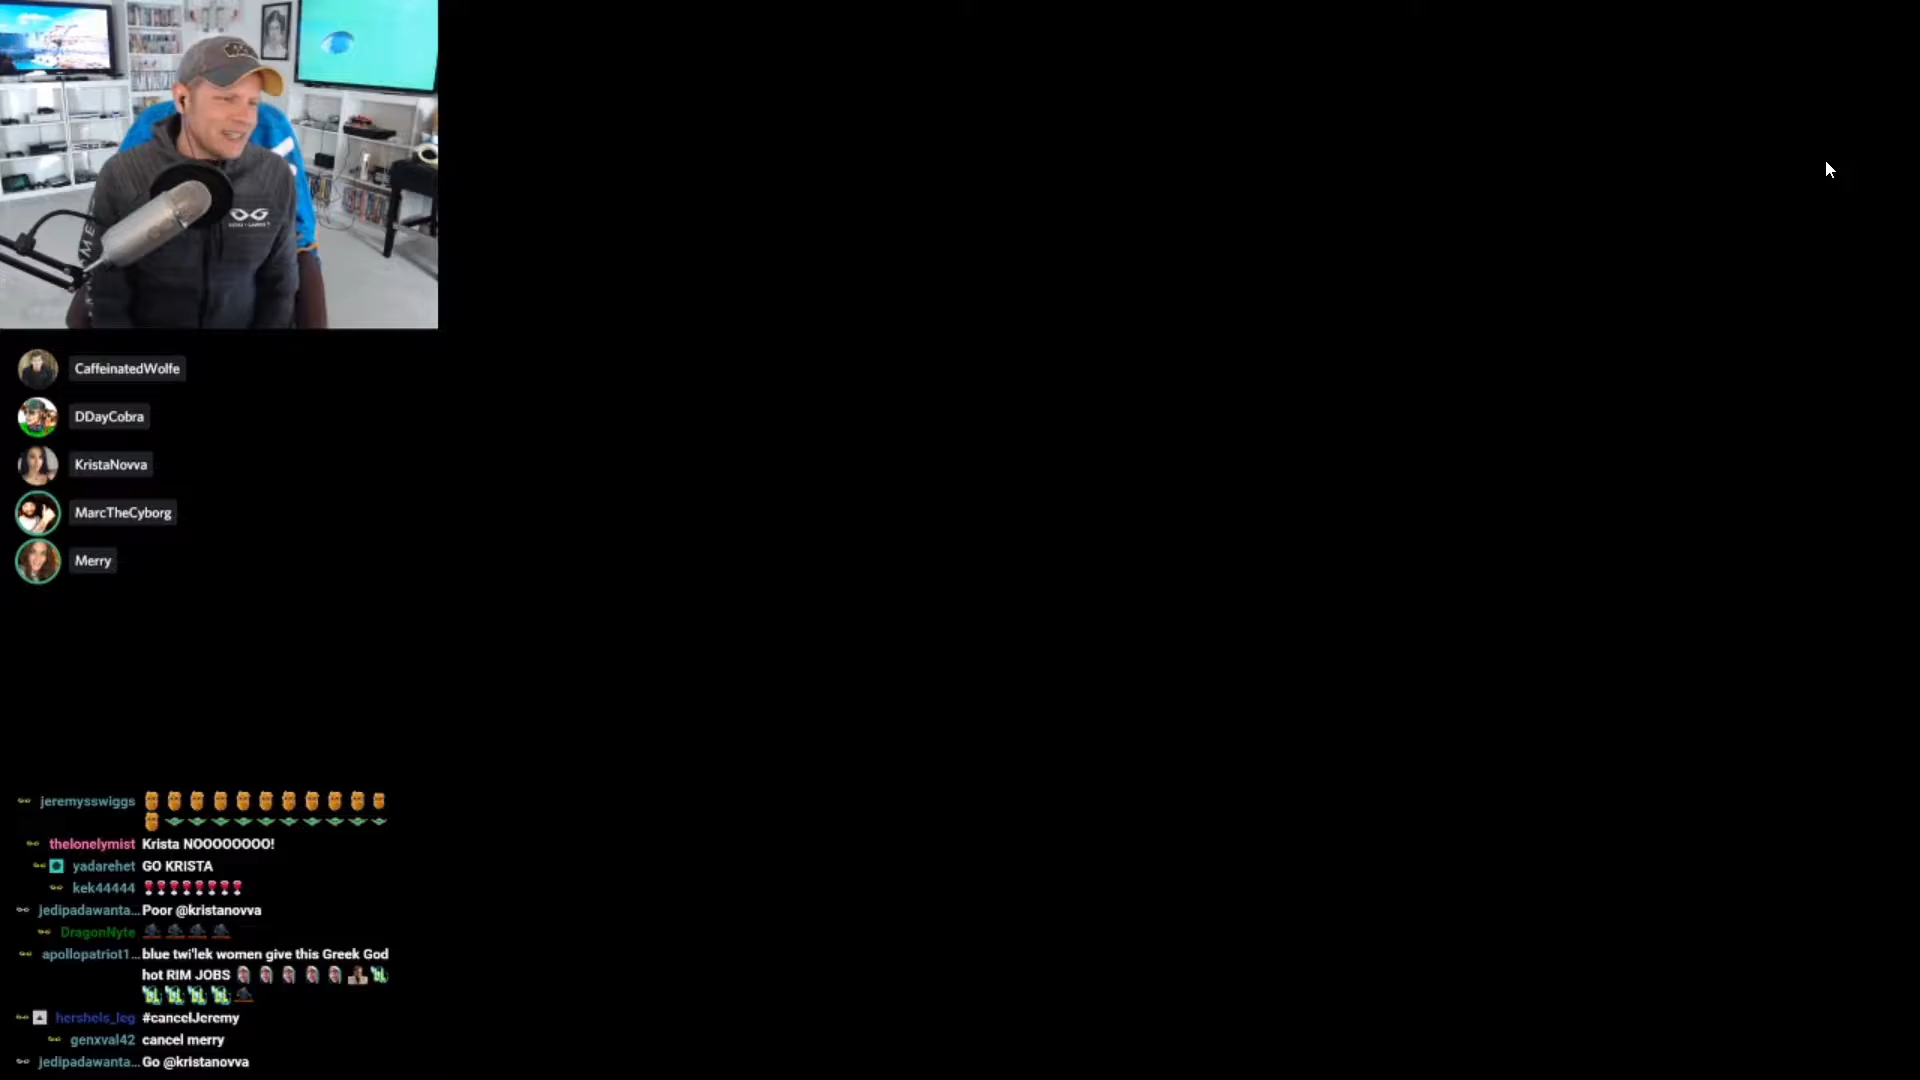 CaffeinatedWolfe
DDayCobra
KristaNovva
MarcTheCyborg
Merry
jeremysswiggs
thelonelymist Krista NOOOOOOOO!
yadarehet GO KRISTA
kek44444
jedipadawanta... Poor @kristanovva
DragonNyte
apollopatriot1... blue twi'lek women give this Greek God
hot RIM JOBS
hershels_leg #cancelJeremy
genxval42 cancel merry
jedipadawanta... Go @kristanovva